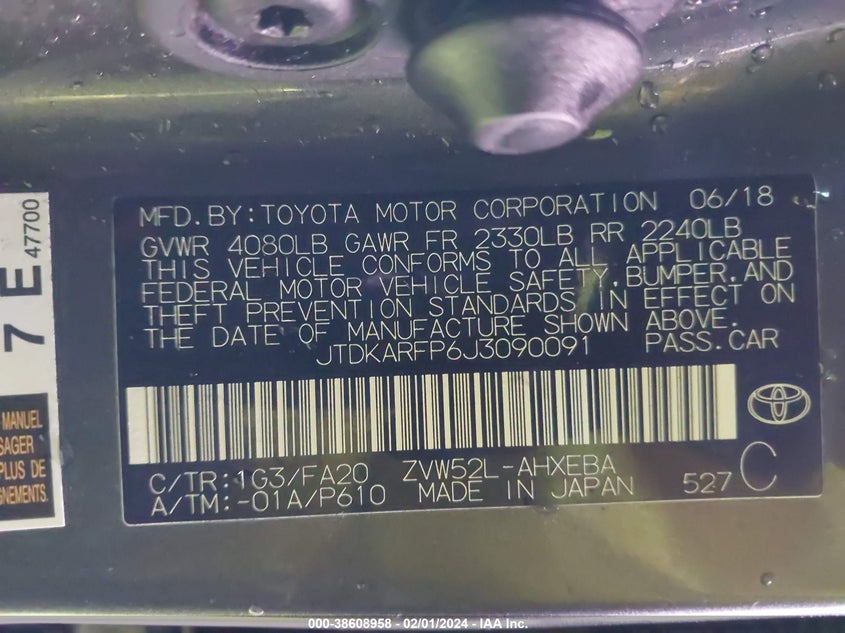 MFD. BY: TOYOTA MOTOR CORPORATION 06/18
GVWR 4080LB GAWR FR 2330LB RR 2240LB
THIS VEHICLE CONFORMS TO ALL APPLICABLE
FEDERAL MOTOR VEHICLE SAFETY, BUMPER, AND
THEFT PREVENTION STANDARDS IN EFFECT ON
THE DATE OF MANUFACTURE SHOWN ABOVE.
JTDKARFP6J3090091 PASS. CAR
C/TR: 1G3/FA20 ZVW52L-AHXEBA
A/TM: -01A/P610 MADE IN JAPAN 527 C
7 E 47700
MANUEL
SAGER
PLUS DE
GNEMENTS.
000-38608958 - 02/01/2024 - IAA Inc.